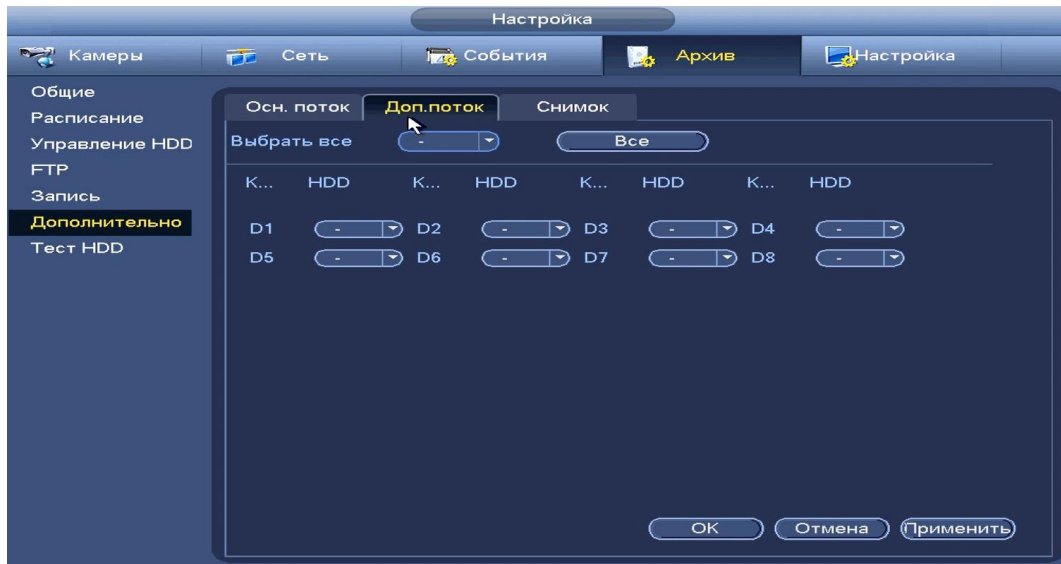 Настройка
Камеры Сеть События Архив Настройка
Общие
Расписание
Управление HDD
FTP
Запись
Дополнительно
Тест HDD
Осн. поток Доп.поток Снимок
Выбрать все - Все
К... HDD К... HDD К... HDD К... HDD
D1 - D2 - D3 - D4 -
D5 - D6 - D7 - D8 -
OK Отмена Применить